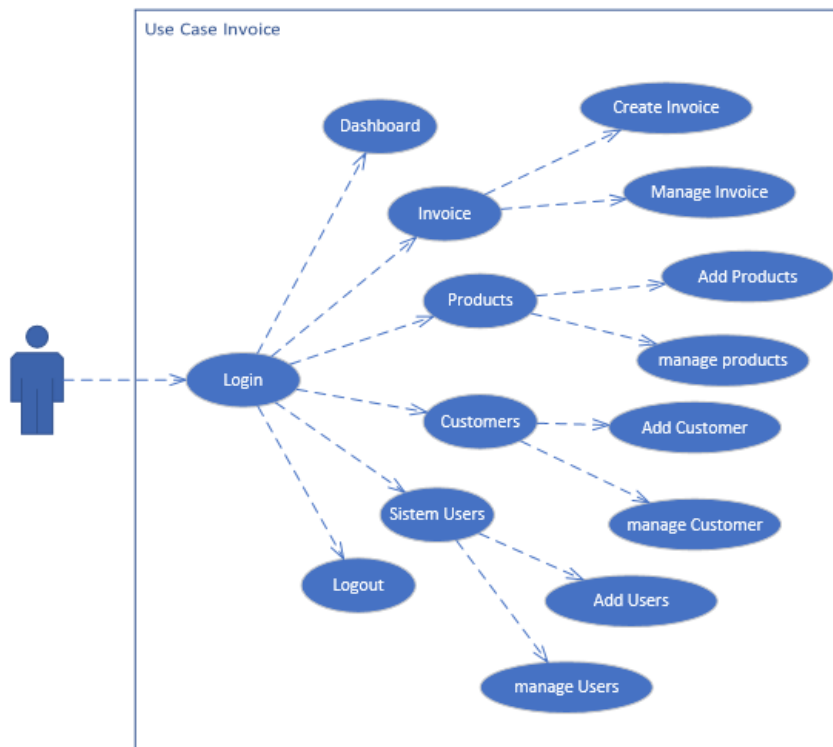 Use Case Invoice
Create Invoice
Dashboard
Manage Invoice
Invoice
Add Products
Products
manage products
Login
Customers
Add Customer
Sistem Users
manage Customer
Logout
Add Users
manage Users